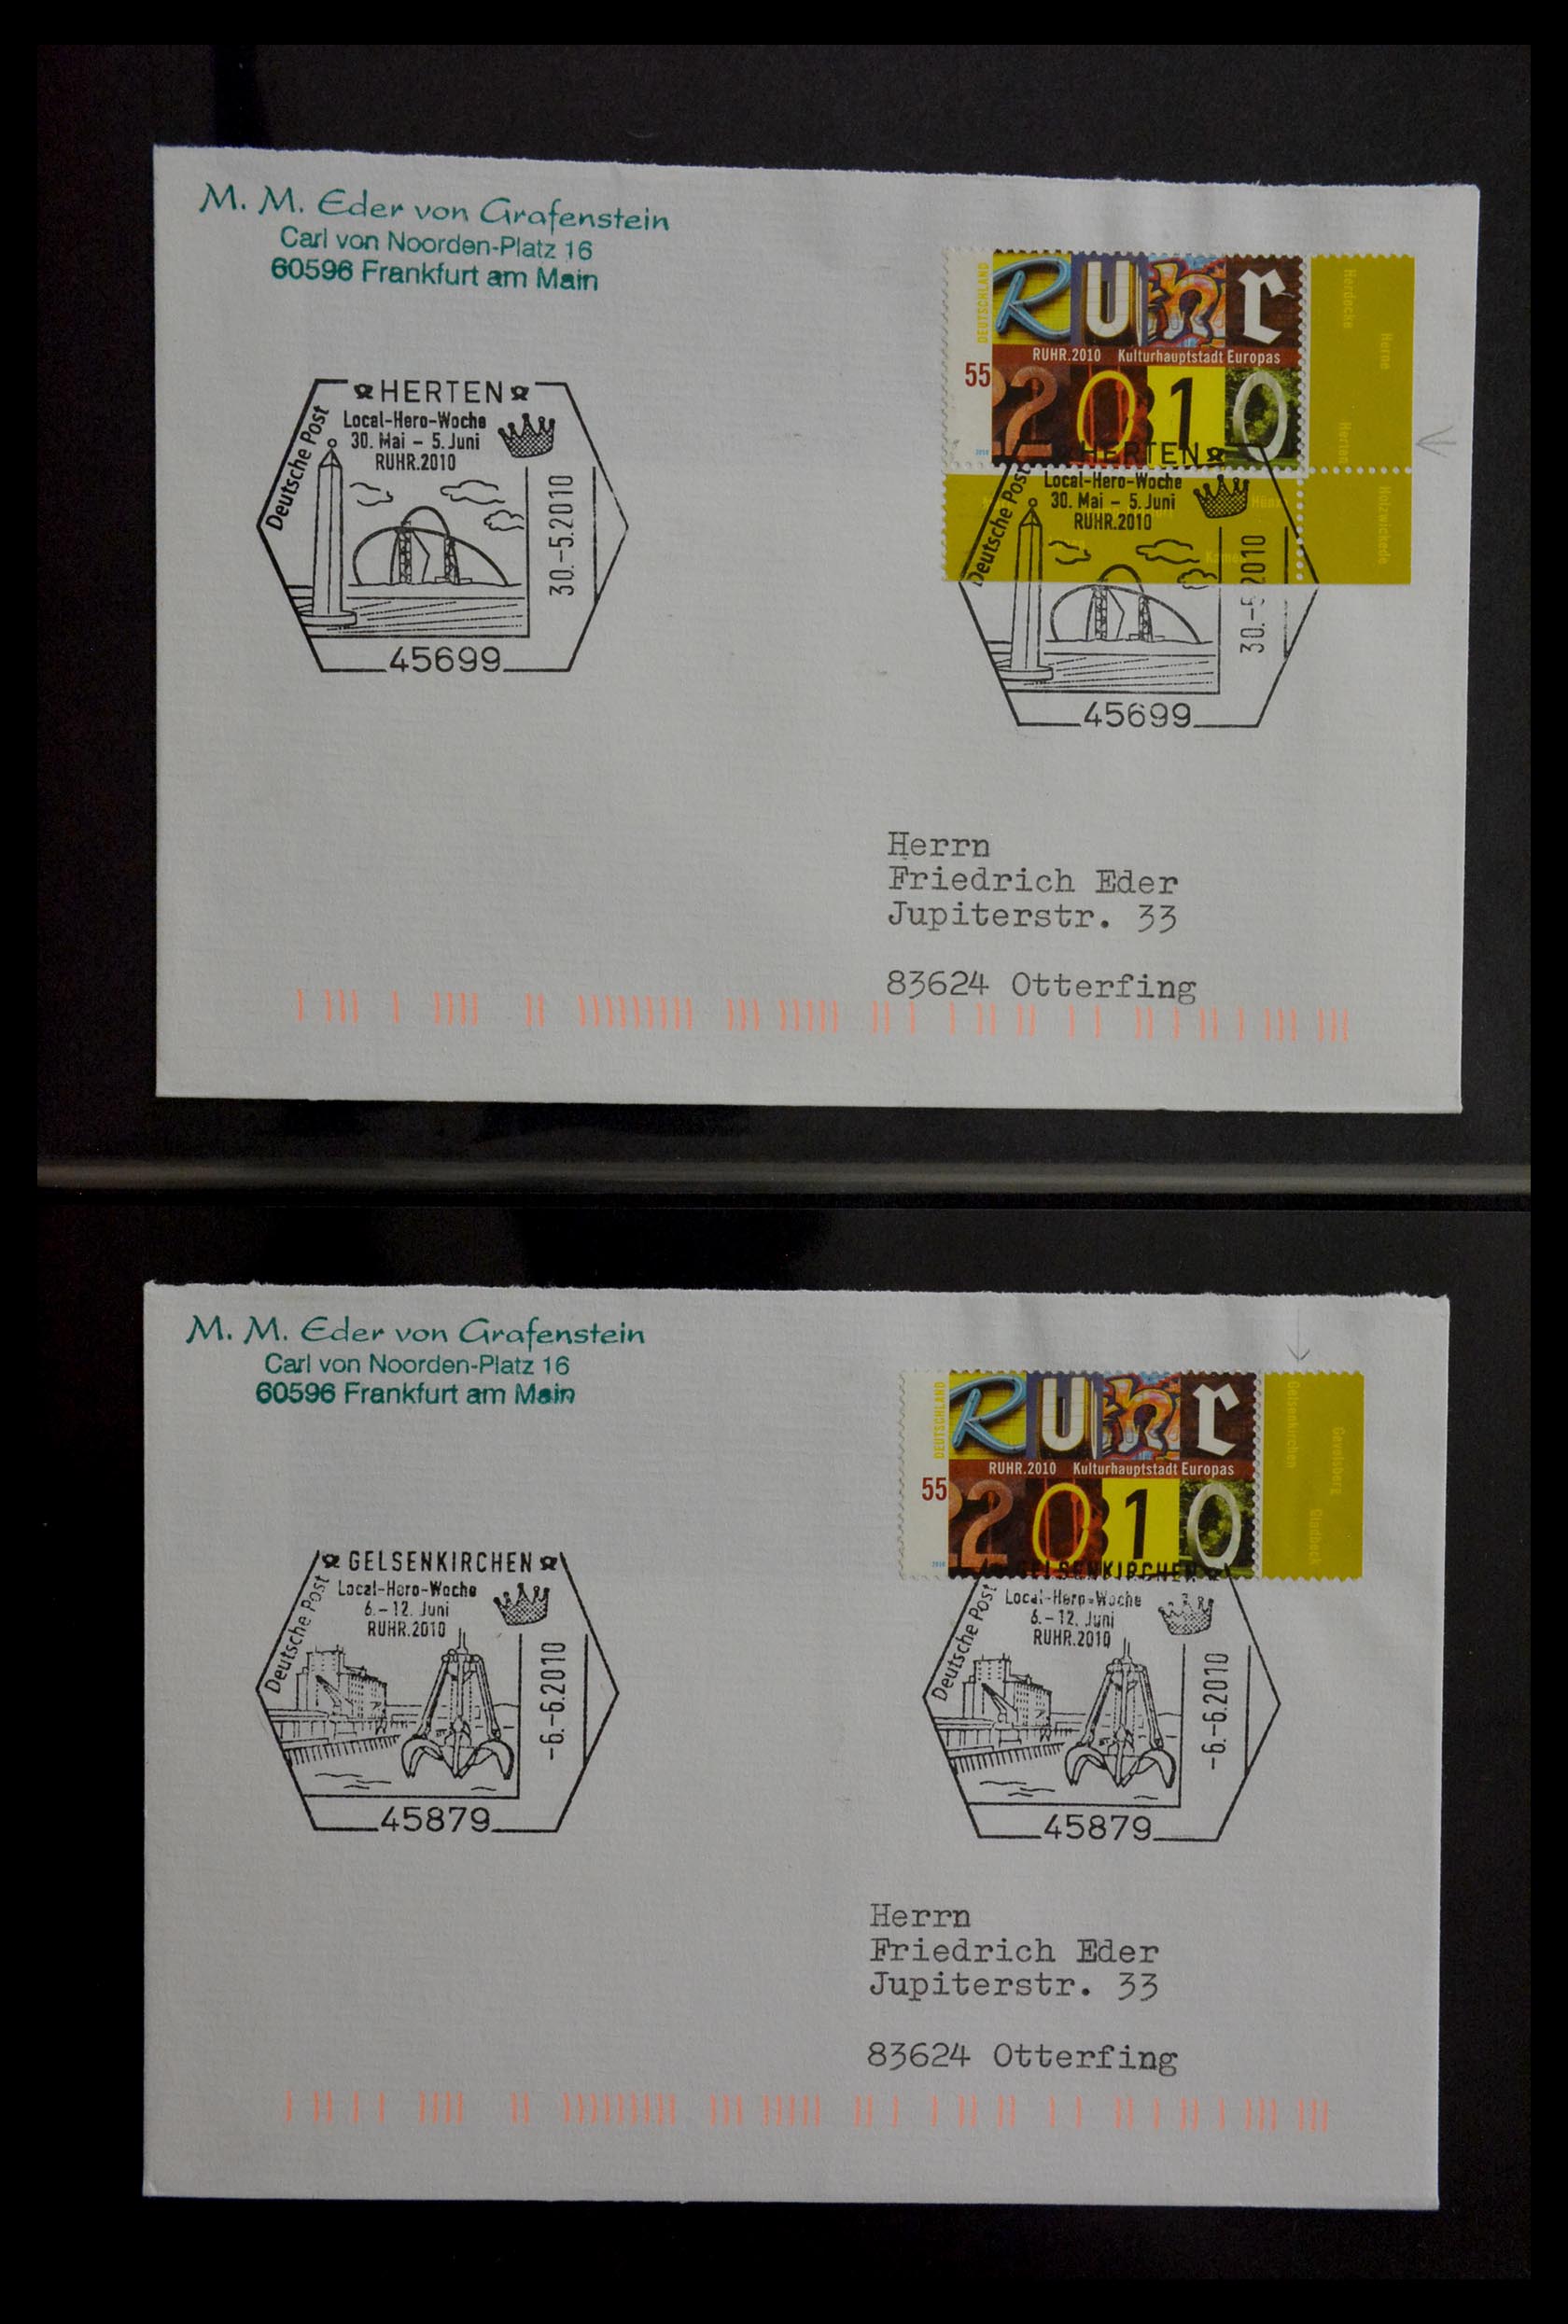 M. M. Eder von Grafenstein
Carl von Noorden-Platz 16
60596 Frankfurt am Main
HERTEN
Deutsche Post
Local-Hero-Woche
30. Mai – 5. Juni
RUHR.2010
30.-5.2010
45699
DEUTSCHLAND
RUHR
RUHR.2010 Kulturhauptstadt Europas
55
2010
Herdecke
Herne
Herten
Holzwickede
HERTEN
Deutsche Post
Local-Hero-Woche
30. Mai – 5. Juni
RUHR.2010
30.-5.2010
45699
Herrn
Friedrich Eder
Jupiterstr. 33
83624 Otterfing
M. M. Eder von Grafenstein
Carl von Noorden-Platz 16
60596 Frankfurt am Main
GELSENKIRCHEN
Deutsche Post
Local-Hero-Woche
6.–12. Juni
RUHR.2010
-6.-6.2010
45879
DEUTSCHLAND
RUHR
RUHR.2010 Kulturhauptstadt Europas
55
2010
Gelsenkirchen
Gevelsberg
Gladbeck
GELSENKIRCHEN
Deutsche Post
Local-Hero-Woche
6.–12. Juni
RUHR.2010
-6.-6.2010
45879
Herrn
Friedrich Eder
Jupiterstr. 33
83624 Otterfing